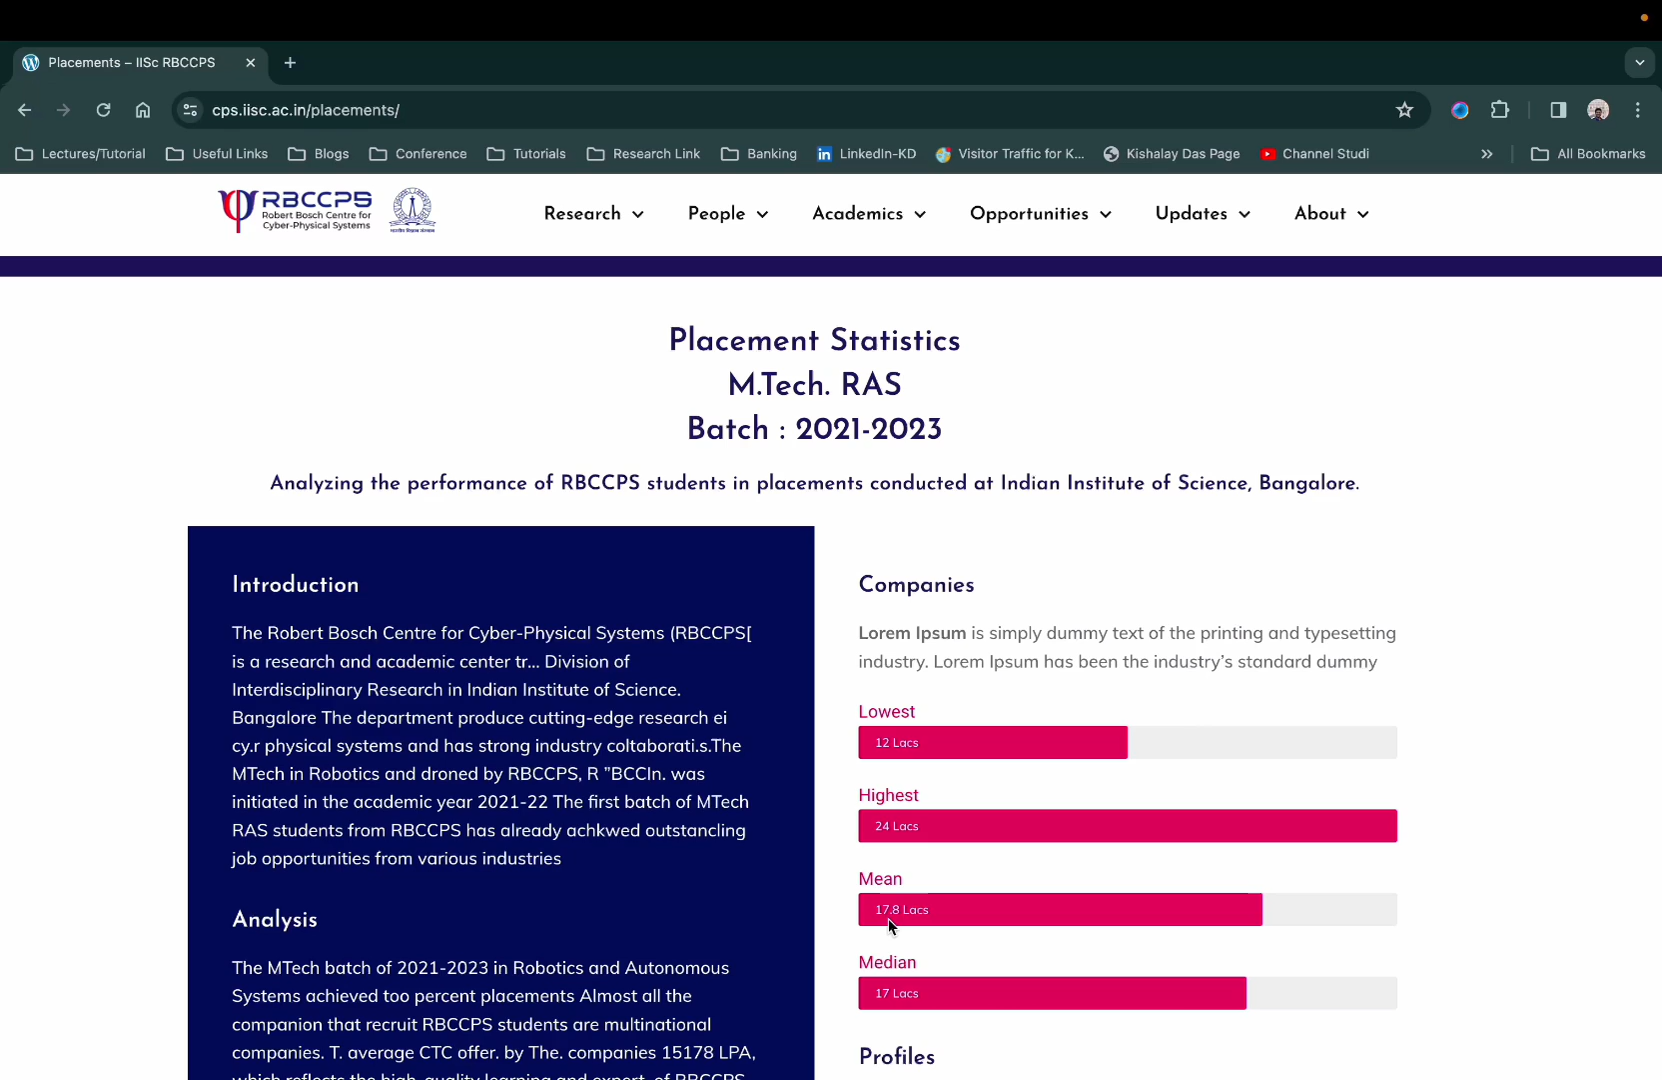 Placements – IISc RBCCPS
cps.iisc.ac.in/placements/
Lectures/Tutorial Useful Links Blogs Conference Tutorials Research Link Banking LinkedIn-KD Visitor Traffic for K... Kishalay Das Page Channel Studi All Bookmarks
RBCCPS
Robert Bosch Centre for
Cyber-Physical Systems
Research People Academics Opportunities Updates About
Placement Statistics
M.Tech. RAS
Batch : 2021-2023
Analyzing the performance of RBCCPS students in placements conducted at Indian Institute of Science, Bangalore.
Introduction
The Robert Bosch Centre for Cyber-Physical Systems (RBCCPS[
is a research and academic center tr... Division of
Interdisciplinary Research in Indian Institute of Science.
Bangalore The department produce cutting-edge research ei
cy.r physical systems and has strong industry coltaborati.s.The
MTech in Robotics and droned by RBCCPS, R ”BCCIn. was
initiated in the academic year 2021-22 The first batch of MTech
RAS students from RBCCPS has already achkwed outstancling
job opportunities from various industries
Analysis
The MTech batch of 2021-2023 in Robotics and Autonomous
Systems achieved too percent placements Almost all the
companion that recruit RBCCPS students are multinational
companies. T. average CTC offer. by The. companies 15178 LPA,
which reflects the high-quality learning and expert. of RBCCPS
Companies
Lorem Ipsum is simply dummy text of the printing and typesetting
industry. Lorem Ipsum has been the industry’s standard dummy
Lowest
12 Lacs
Highest
24 Lacs
Mean
17.8 Lacs
Median
17 Lacs
Profiles